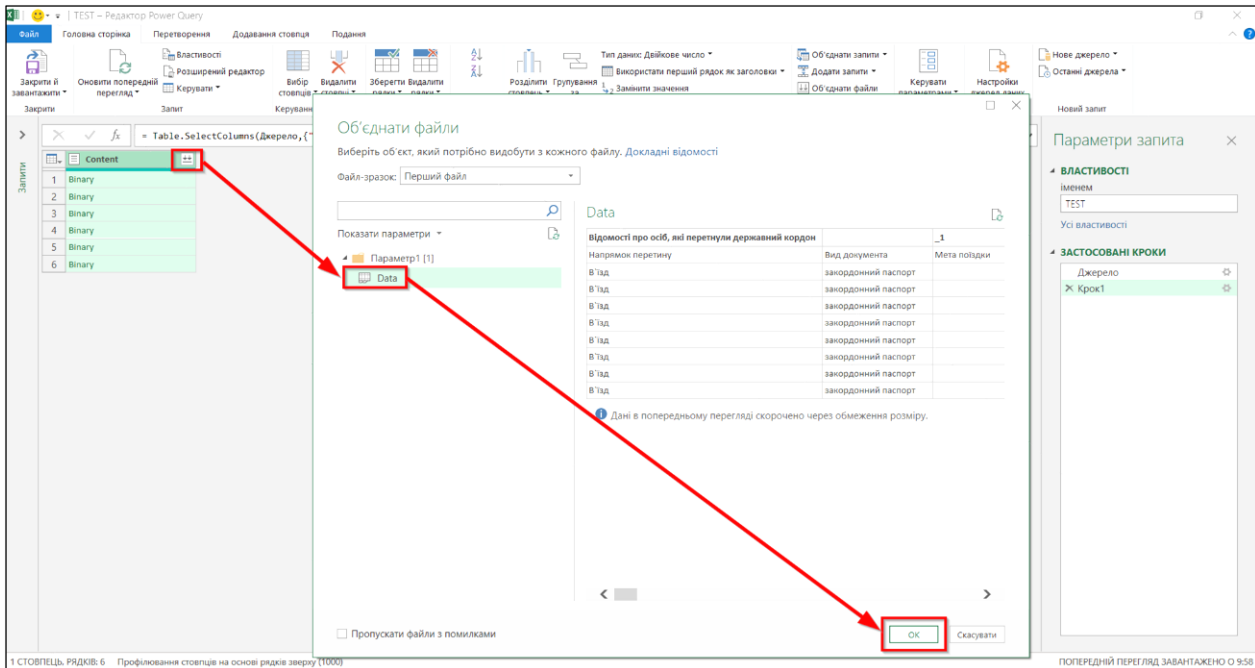 TEST – Редактор Power Query
Файл Головна сторінка Перетворення Додавання стовпця Подання
Закрити й завантажити
Закрити
Оновити попередній перегляд
Властивості
Розширений редактор
Керувати
Запит
Вибір стовпців
Видалити стовпці
Керуванн
Зберегти рядки
Видалити рядки
Розділити стовпець
Групування за
Тип даних: Двійкове число
Використати перший рядок як заголовки
Замінити значення
Об'єднати запити
Додати запити
Об'єднати файли
Керувати параметрами
Настройки джерел даних
Нове джерело
Останні джерела
Новий запит
fx = Table.SelectColumns(Джерело,{"
Запити
Content
1 Binary
2 Binary
3 Binary
4 Binary
5 Binary
6 Binary
Об'єднати файли
Виберіть об'єкт, який потрібно видобути з кожного файлу. Докладні відомості
Файл-зразок: Перший файл
Показати параметри
Параметр1 [1]
Data
Data
Відомості про осіб, які перетнули державний кордон _1
Напрямок перетину Вид документа Мета поїздки
В'їзд закордонний паспорт
В'їзд закордонний паспорт
В'їзд закордонний паспорт
В'їзд закордонний паспорт
В'їзд закордонний паспорт
В'їзд закордонний паспорт
В'їзд закордонний паспорт
В'їзд закордонний паспорт
Дані в попередньому перегляді скорочено через обмеження розміру.
Пропускати файли з помилками
ОК Скасувати
Параметри запита
ВЛАСТИВОСТІ
іменем
TEST
Усі властивості
ЗАСТОСОВАНІ КРОКИ
Джерело
Крок1
1 СТОВПЕЦЬ. РЯДКІВ: 6 Профілювання стовпців на основі рядків зверху (1000)
ПОПЕРЕДНІЙ ПЕРЕГЛЯД ЗАВАНТАЖЕНО О 9:58